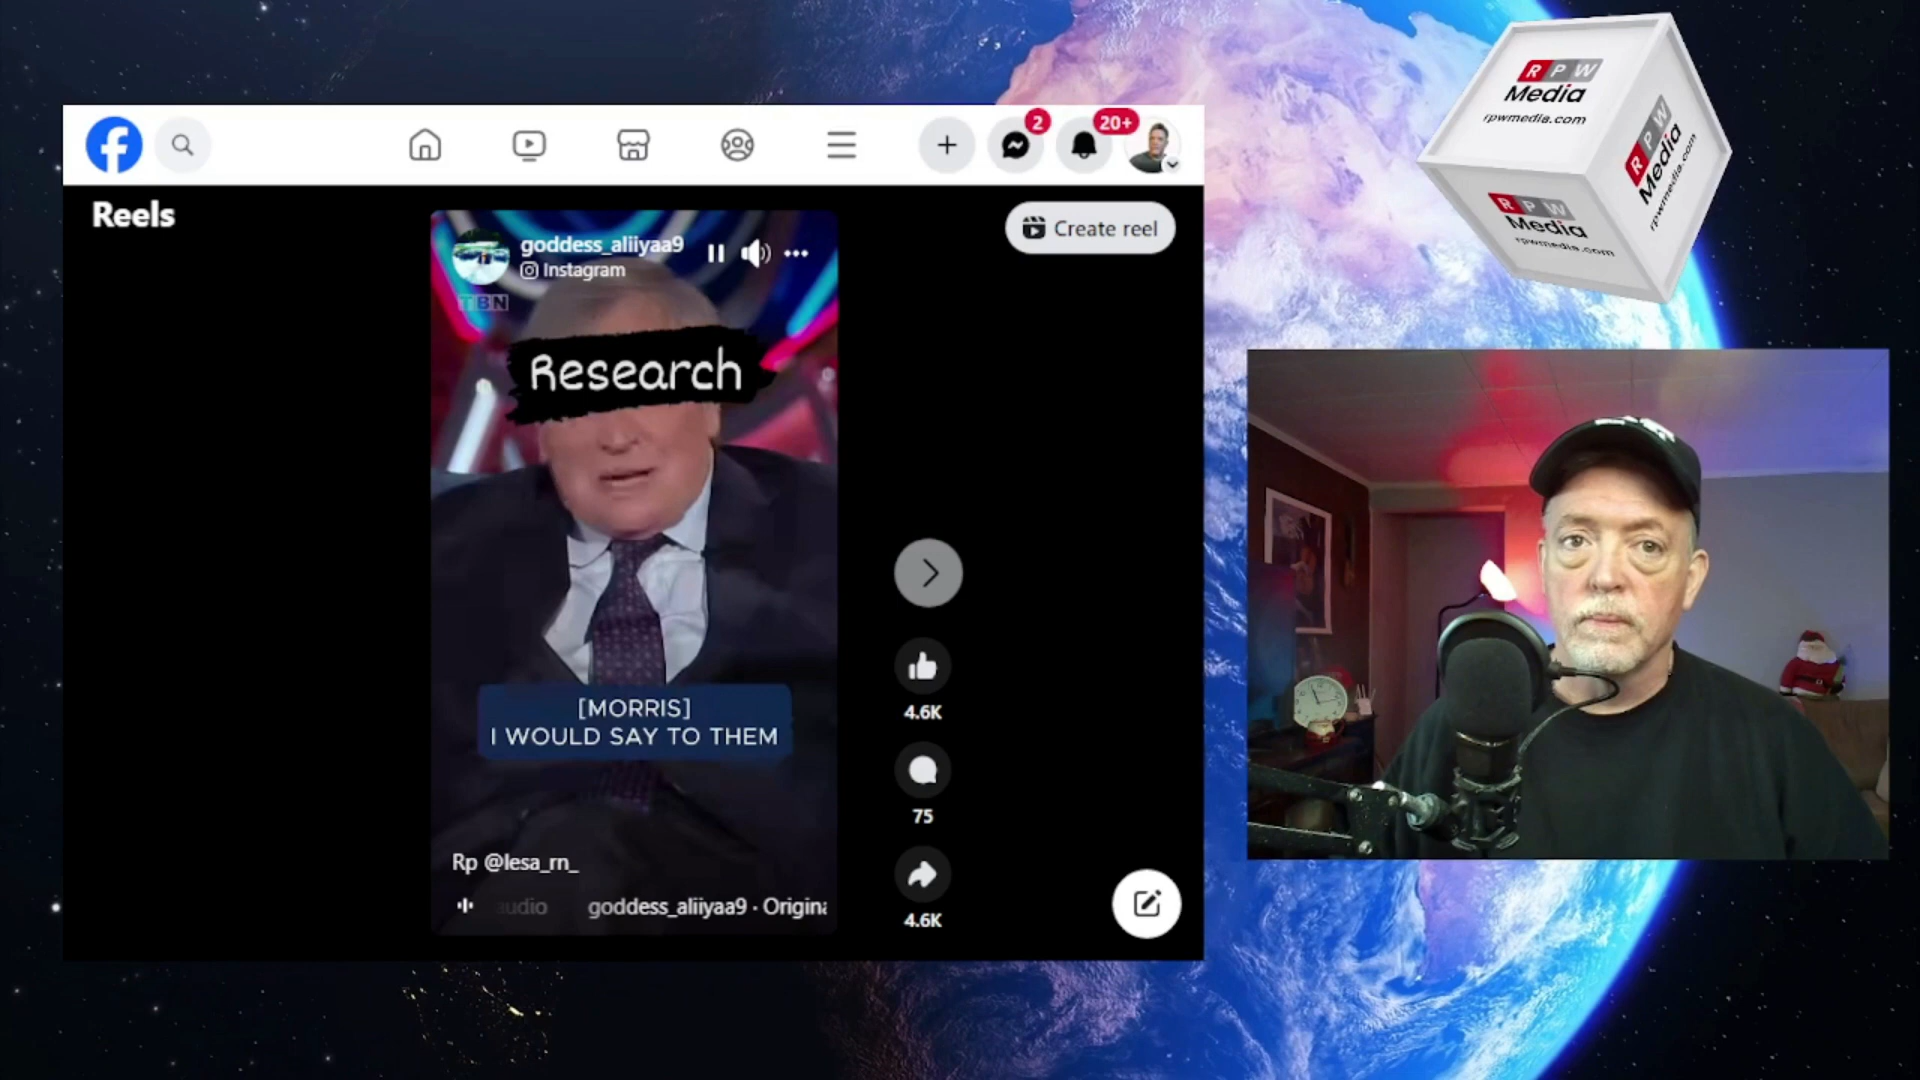 2
20+
Reels
Create reel
goddess_aliiyaa9
Instagram
TBN
Research
[MORRIS]
I WOULD SAY TO THEM
Rp @lesa_rn_
audio
goddess_aliiyaa9 · Origina
4.6K
75
4.6K
RPW
Media
rpwmedia.com
RPW
Media
rpwmedia.com
RPW
Media
rpwmedia.com